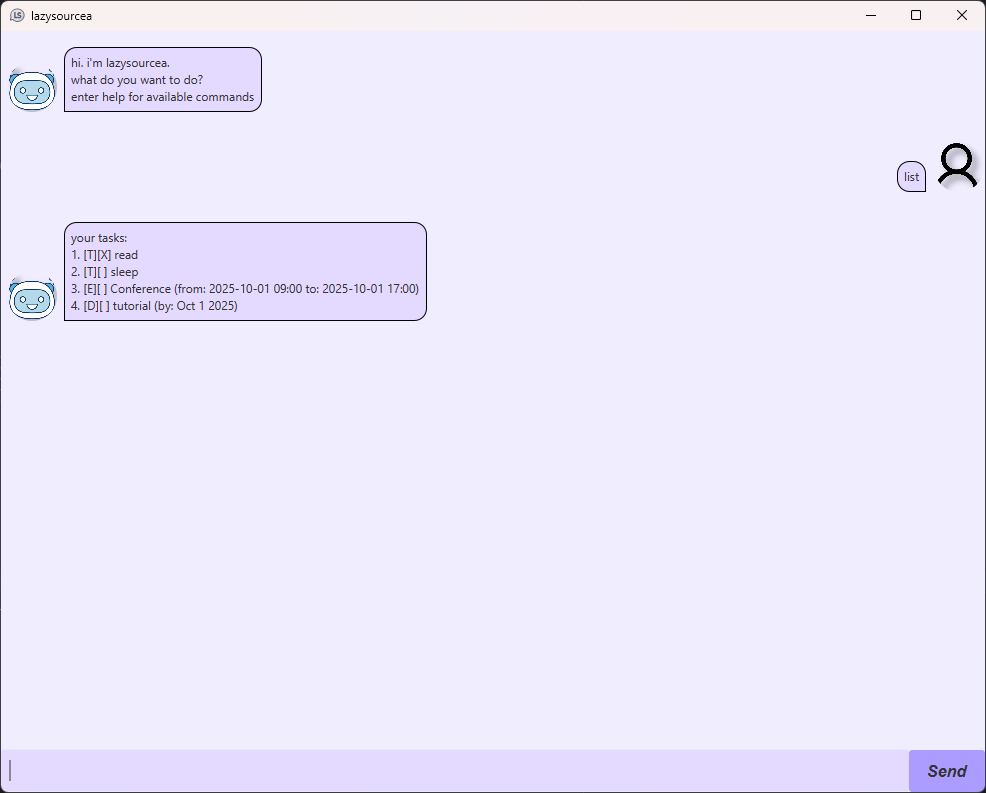 LS lazysourcea
hi. i'm lazysourcea.
what do you want to do?
enter help for available commands
list
your tasks:
1. [T][X] read
2. [T][ ] sleep
3. [E][ ] Conference (from: 2025-10-01 09:00 to: 2025-10-01 17:00)
4. [D][ ] tutorial (by: Oct 1 2025)
Send